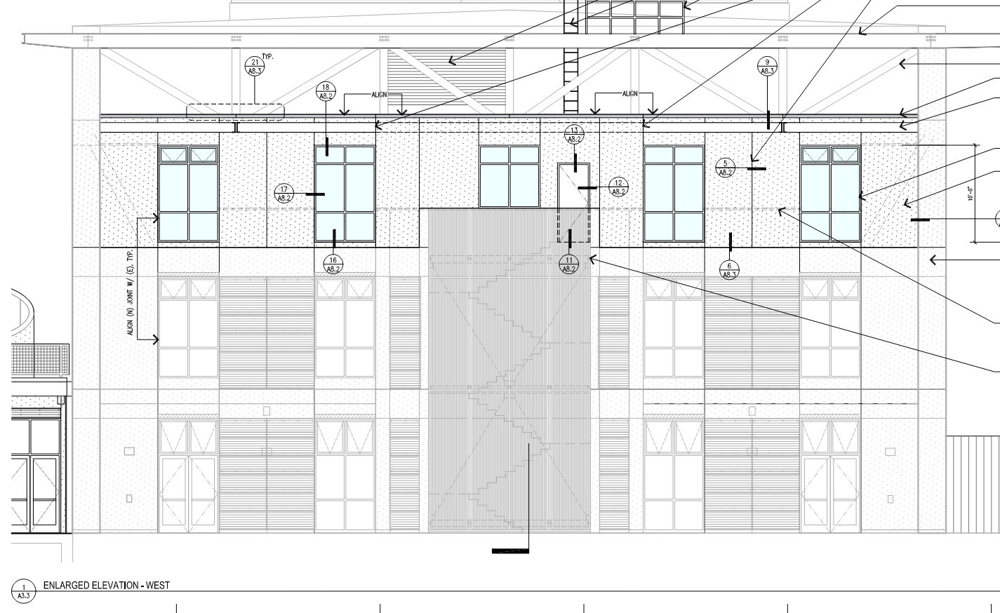 21
A8.3
TYP.
18
A8.2
ALIGN
ALIGN
9
A8.3
13
A8.2
5
A8.2
12
A8.2
17
A8.2
10'-0"
16
A8.2
11
A8.2
6
A8.3
ALIGN (N) JOINT W/ (E), TYP.
1
A3.3
ENLARGED ELEVATION - WEST